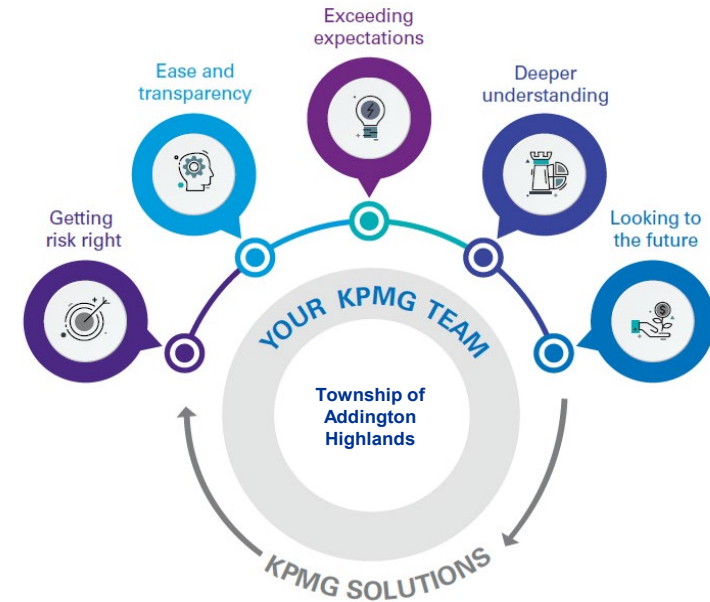 Exceeding
expectations
Ease and
transparency
Deeper
understanding
Getting
risk right
Looking to
the future
YOUR KPMG TEAM
Township of
Addington
Highlands
KPMG SOLUTIONS
$